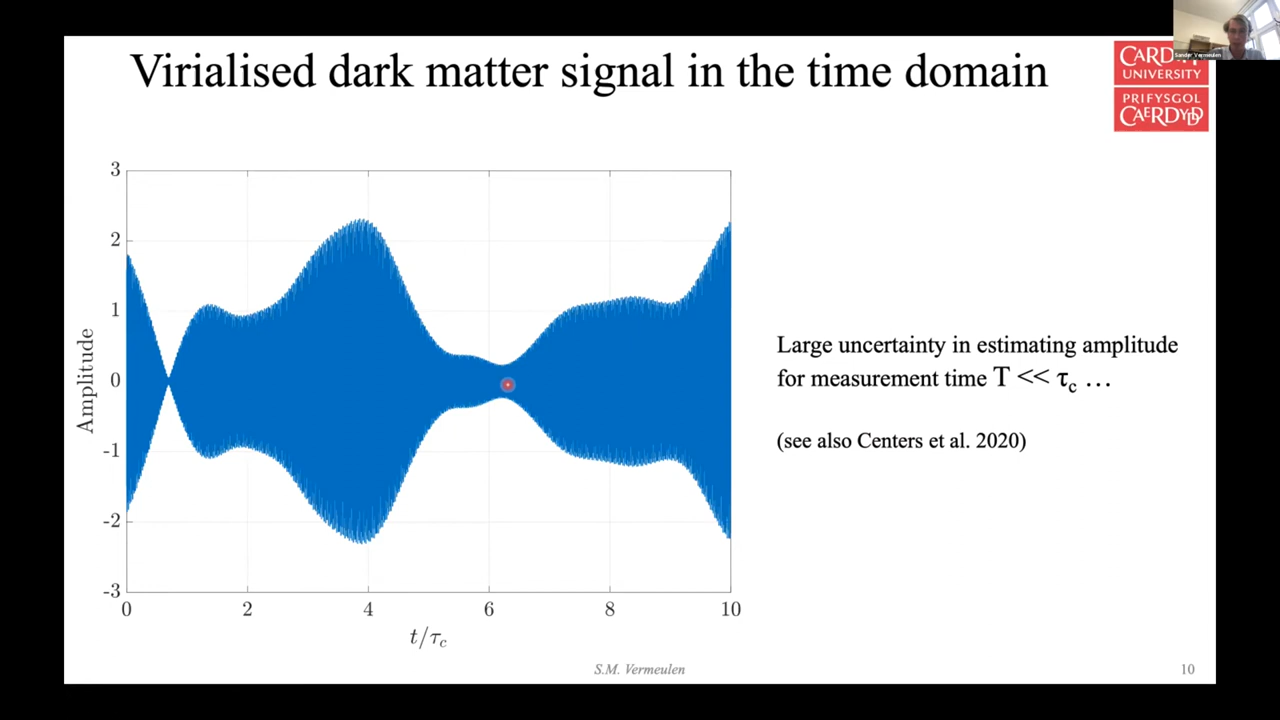 Virialised dark matter signal in the time domain
Sander Vermeulen
UNIVERSITY
PRIFYSGOL
CAERDYDD
3
2
1
0
-1
-2
-3
Amplitude
0 2 4 6 8 10
t/τc
Large uncertainty in estimating amplitude
for measurement time T << τc …
(see also Centers et al. 2020)
S.M. Vermeulen
10